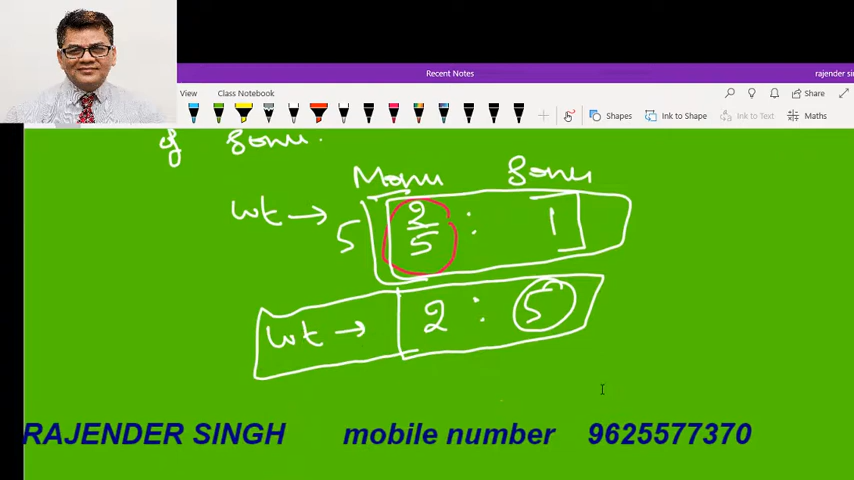 Recent Notes
rajender sin
View Class Notebook
Share
Shapes Ink to Shape Ink to Text Maths
of Sonu.
Monu Sonu
wt → 5 [ 2/5 : 1 ]
wt → 2 : 5
RAJENDER SINGH mobile number 9625577370